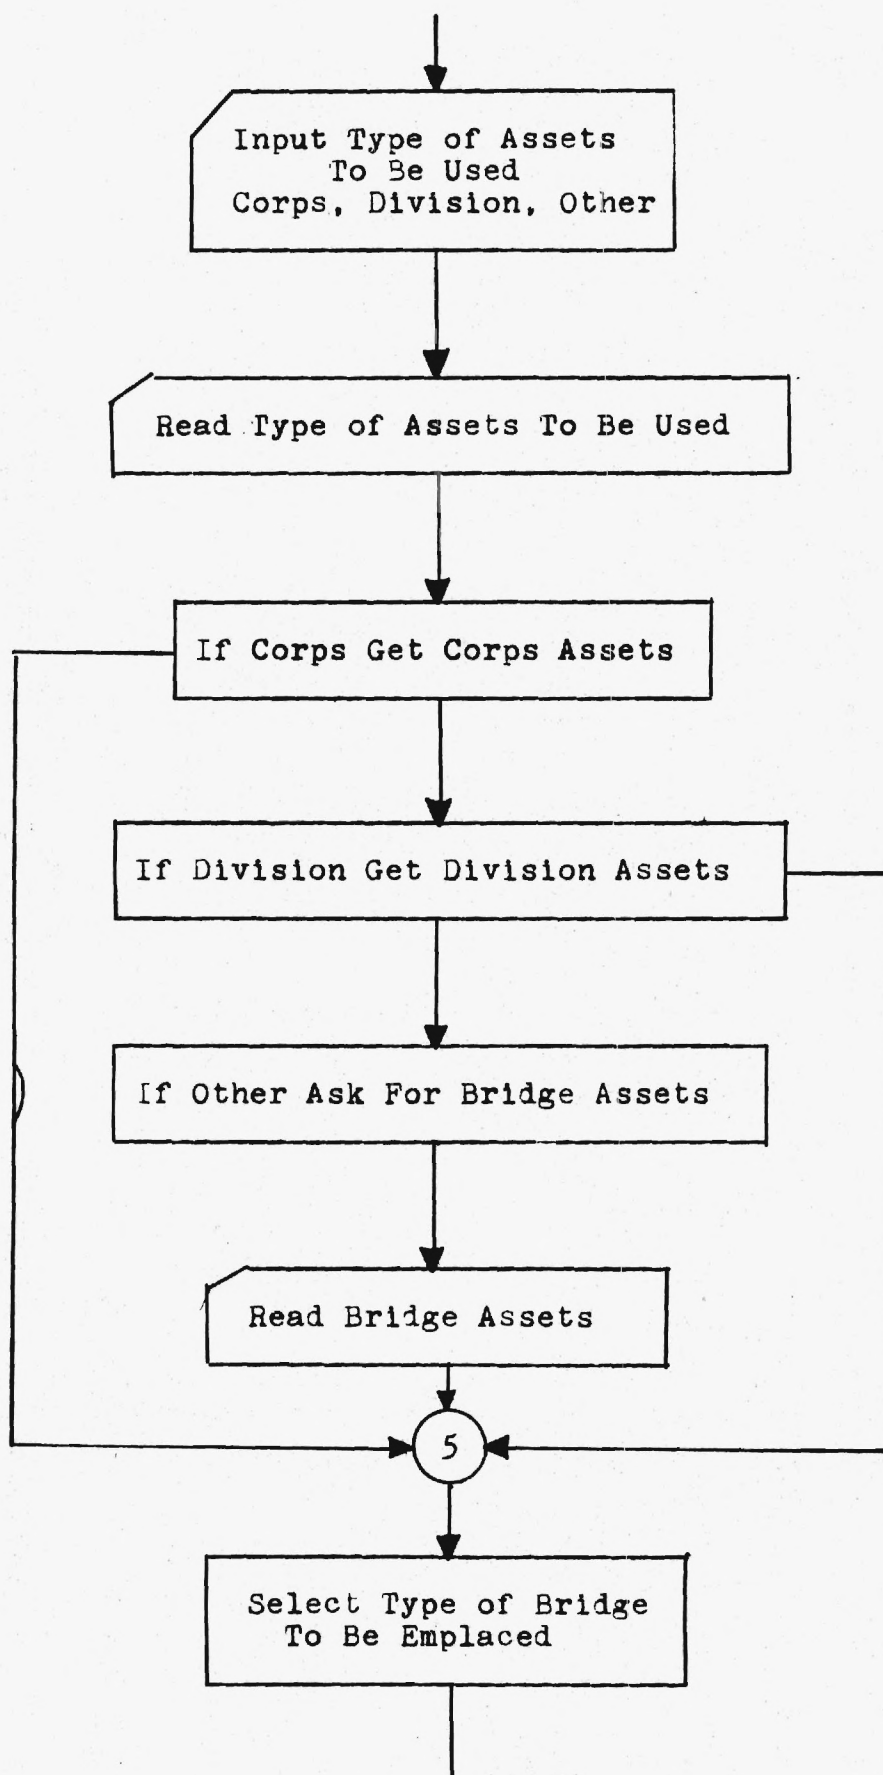 Input Type of Assets
To Be Used
Corps, Division, Other
Read Type of Assets To Be Used
If Corps Get Corps Assets
If Division Get Division Assets
If Other Ask For Bridge Assets
Read Bridge Assets
5
Select Type of Bridge
To Be Emplaced